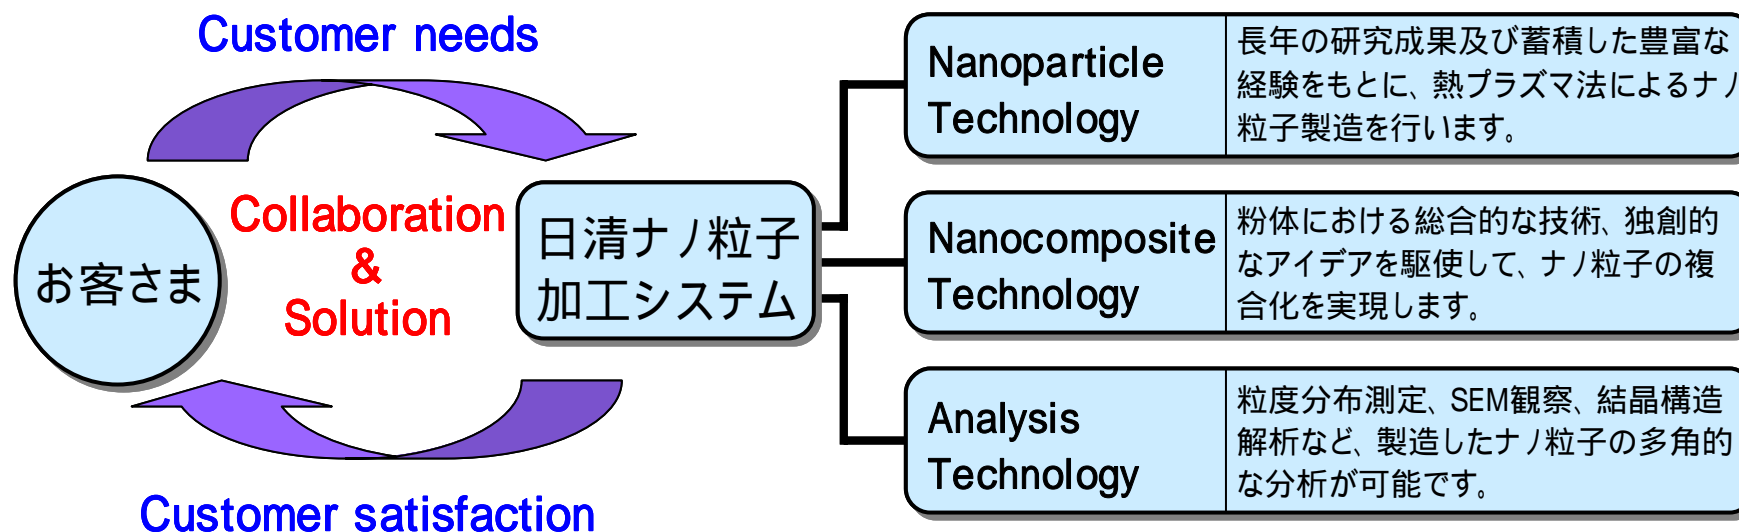 Customer needs
お客さま
Collaboration
&
Solution
日清ナノ粒子
加工システム
Customer satisfaction
Nanoparticle
Technology
長年の研究成果及び蓄積した豊富な
経験をもとに、熱プラズマ法によるナノ
粒子製造を行います。
Nanocomposite
Technology
粉体における総合的な技術、独創的
なアイデアを駆使して、ナノ粒子の複
合化を実現します。
Analysis
Technology
粒度分布測定、SEM観察、結晶構造
解析など、製造したナノ粒子の多角的
な分析が可能です。